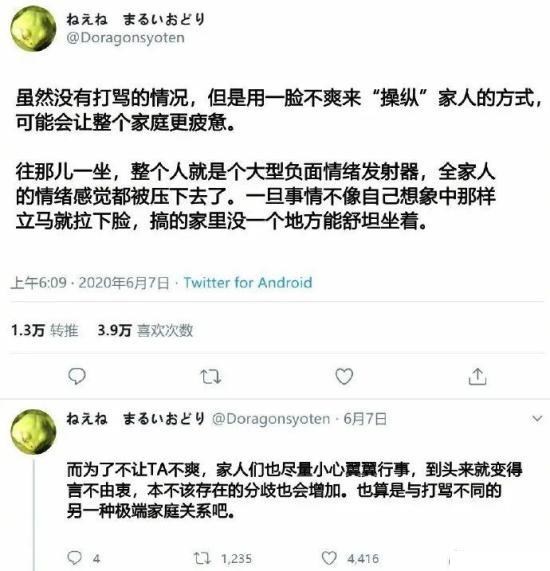 ねえね まるいおどり
@Doragonsyoten
虽然没有打骂的情况，但是用一脸不爽来“操纵”家人的方式，
可能会让整个家庭更疲惫。
往那儿一坐，整个人就是个大型负面情绪发射器，全家人
的情绪感觉都被压下去了。一旦事情不像自己想象中那样
立马就拉下脸，搞的家里没一个地方能舒坦坐着。
上午6:09 · 2020年6月7日 · Twitter for Android
1.3万 转推 3.9万 喜欢次数
ねえね まるいおどり @Doragonsyoten · 6月7日
而为了不让TA不爽，家人们也尽量小心翼翼行事，到头来就变得
言不由衷，本不该存在的分歧也会增加。也算是与打骂不同的
另一种极端家庭关系吧。
4 1,235 4,416